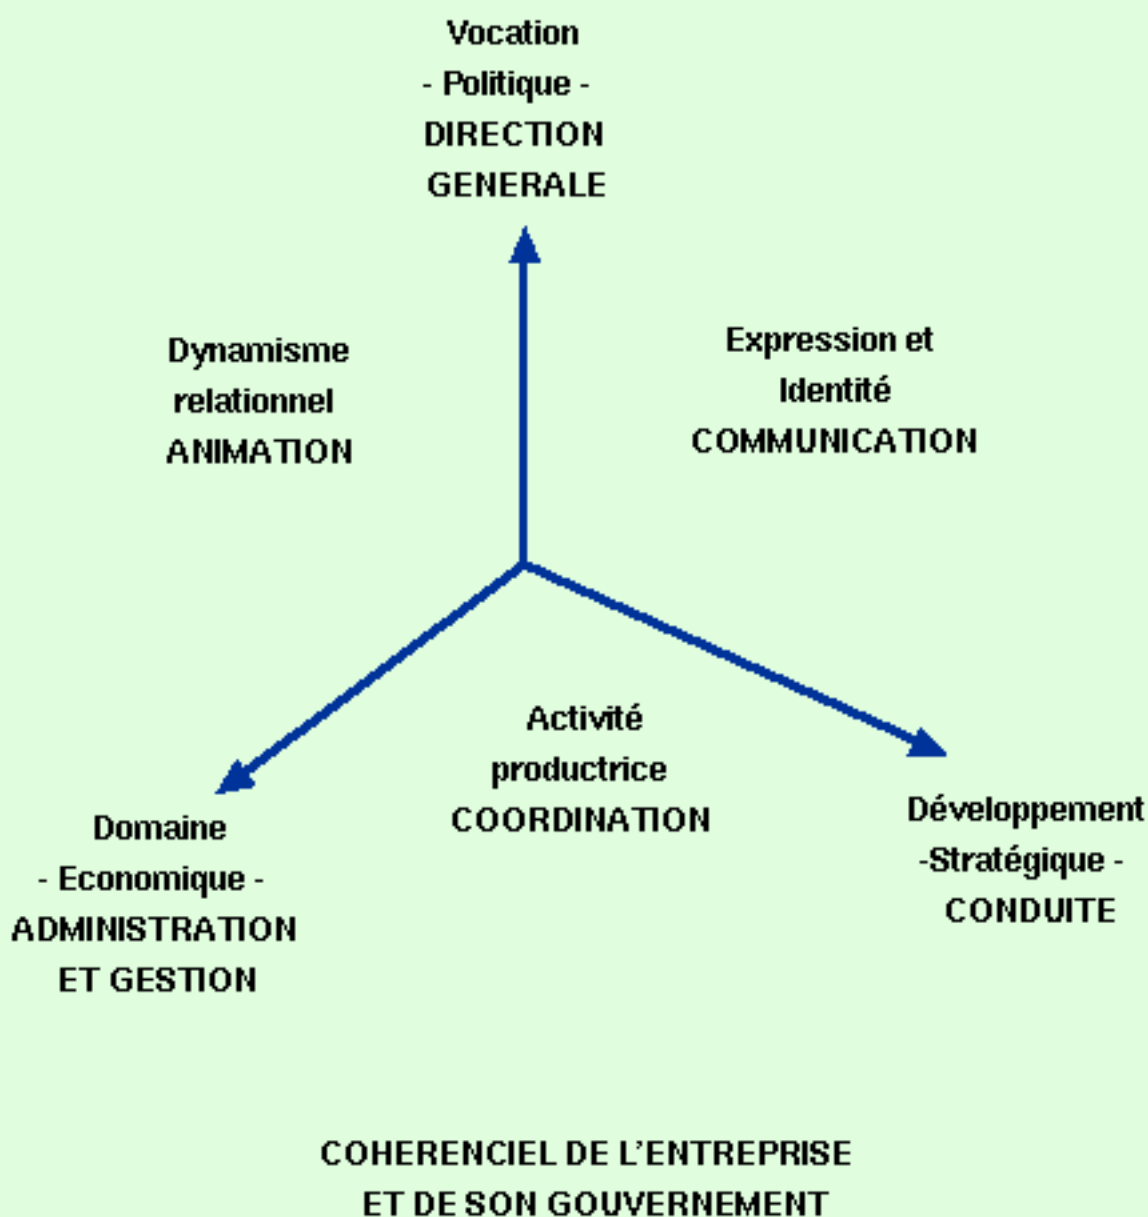 Vocation
- Politique -
DIRECTION
GENERALE
Dynamisme
relationnel
ANIMATION
Expression et
Identité
COMMUNICATION
Activité
productrice
COORDINATION
Domaine
- Economique -
ADMINISTRATION
ET GESTION
Développement
-Stratégique -
CONDUITE
COHERENCIEL DE L'ENTREPRISE
ET DE SON GOUVERNEMENT